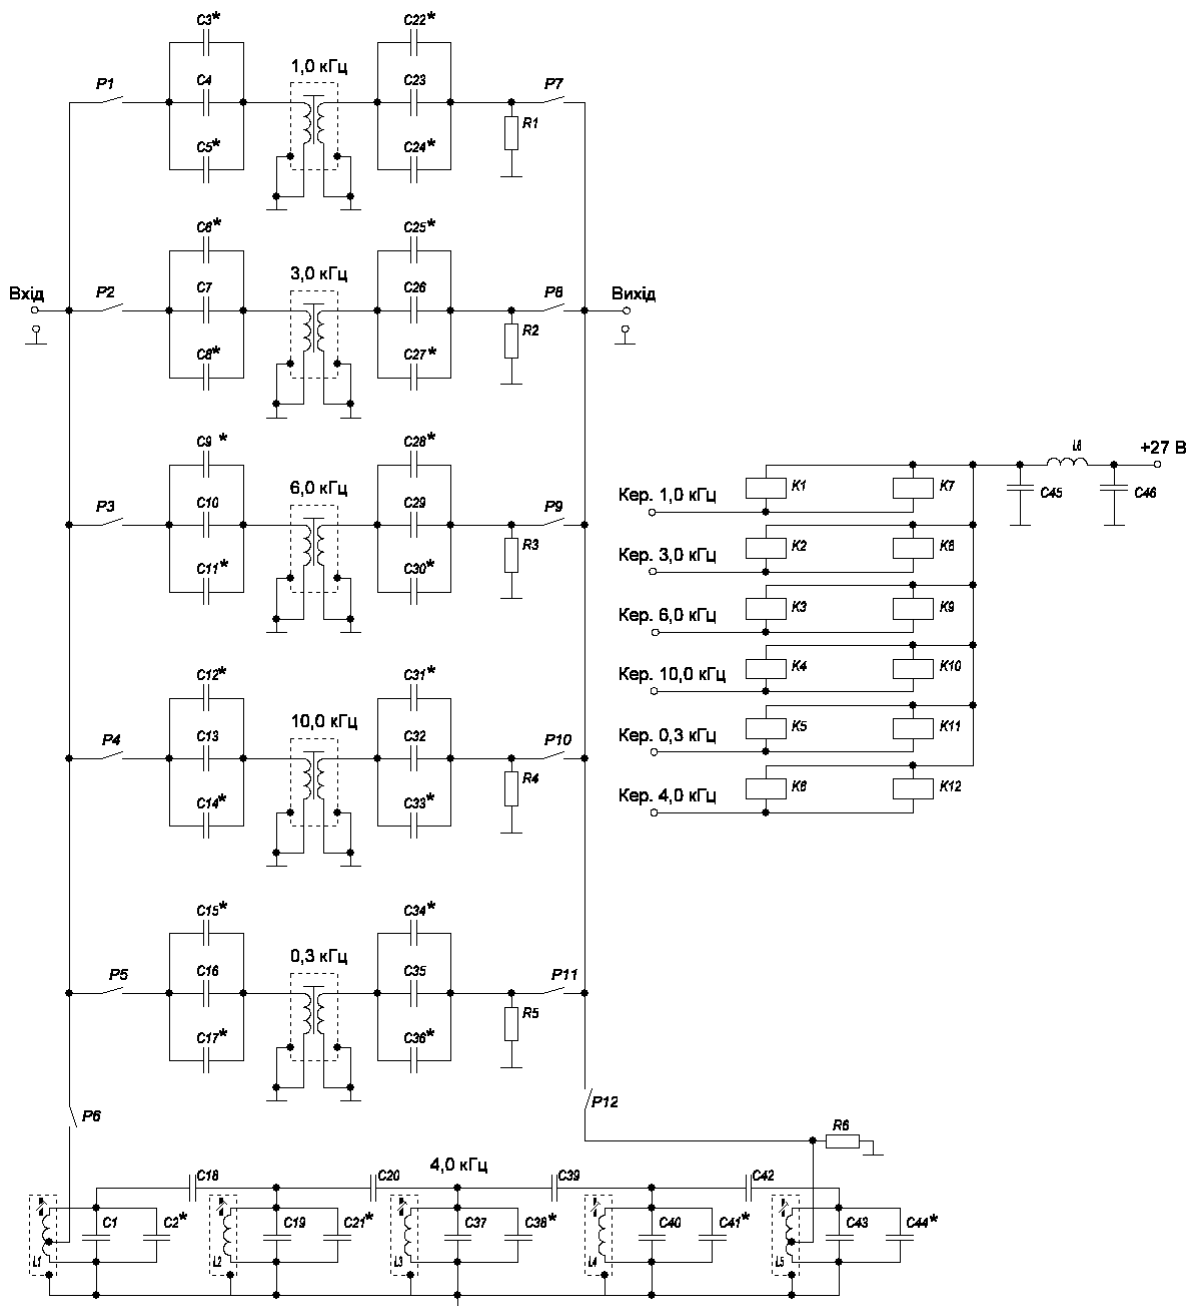 C3* C22*
1,0 кГц
P1 C4 C23 P7
R1
C5* C24*
C6* C25*
3,0 кГц
Вхід P2 C7 C26 P8 Вихід
R2
C8* C27*
C9 * C28*
L6 +27 В
6,0 кГц K1 K7 C45 C46
P3 C10 C29 P9 Кер. 1,0 кГц
R3 K2 K8
Кер. 3,0 кГц
C11* C30*
K3 K9
Кер. 6,0 кГц
C12* C31* Кер. 10,0 кГц K4 K10
10,0 кГц
P4 C13 C32 P10 Кер. 0,3 кГц K5 K11
R4
C14* C33* Кер. 4,0 кГц K6 K12
C15* C34*
0,3 кГц
P5 C16 C35 P11
R5
C17* C36*
P6 P12
R6
C18 C20 4,0 кГц C39 C42
C1 C2* C19 C21* C37 C38* C40 C41* C43 C44*
L1 L2 L3 L4 L5